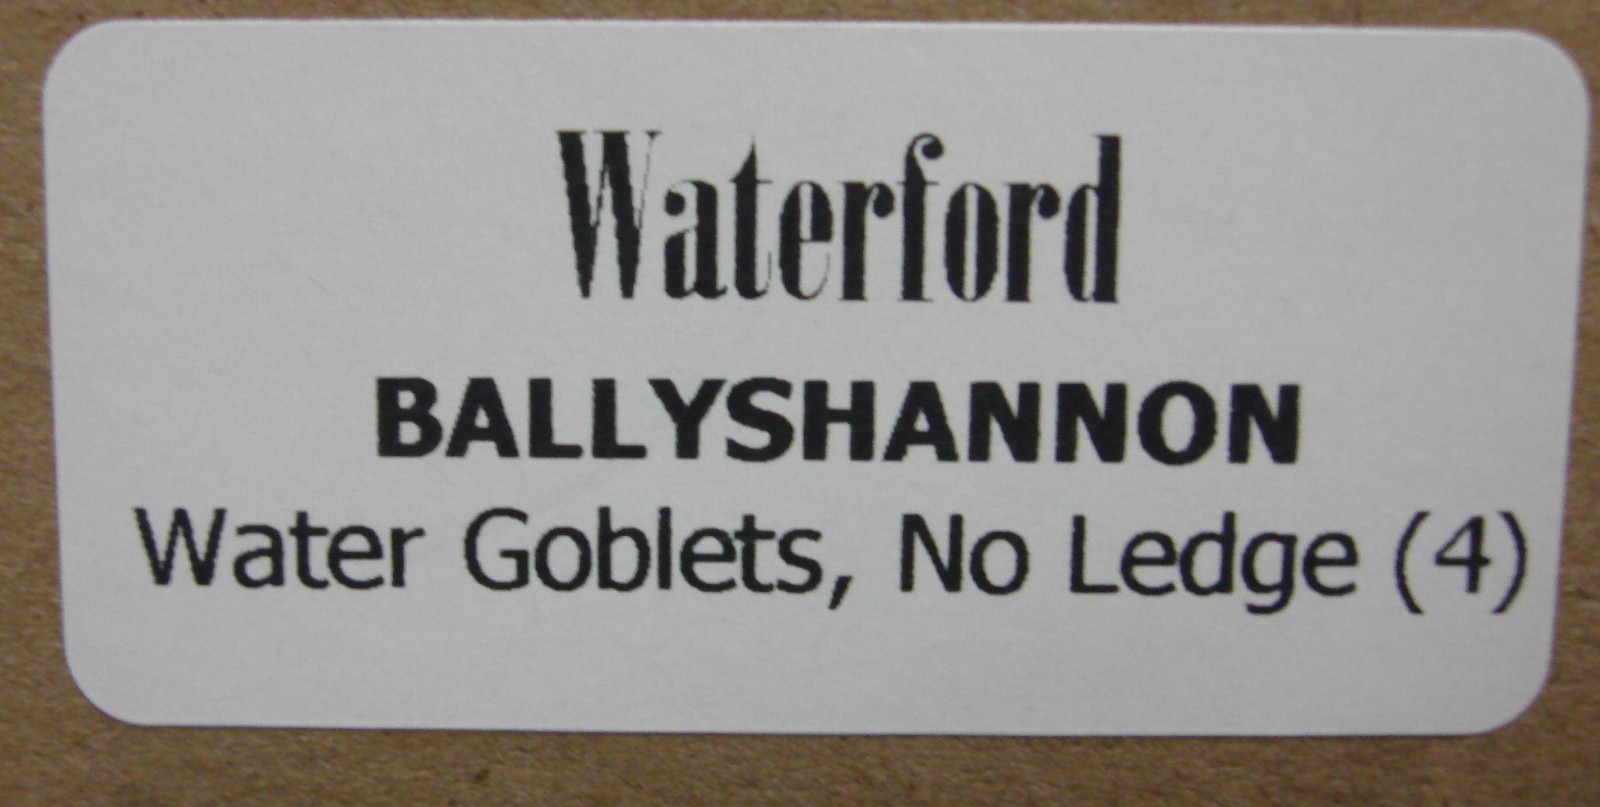 Waterford
BALLYSHANNON
Water Goblets, No Ledge (4)